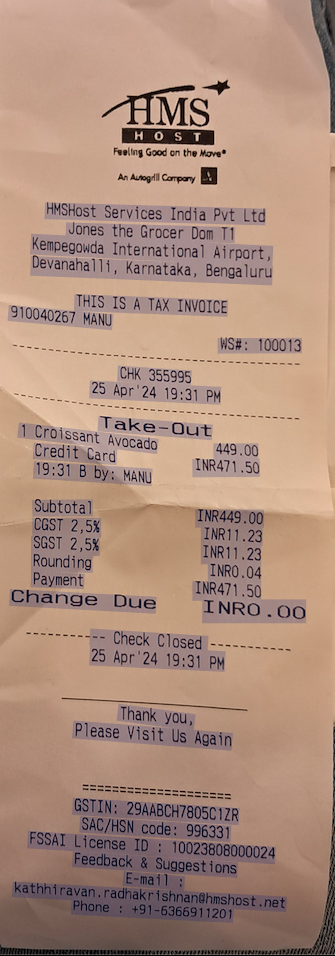 HMS
HOST
Feeling Good on the Move®
An Autogrill Company A
HMSHost Services India Pvt Ltd
Jones the Grocer Dom T1
Kempegowda International Airport,
Devanahalli, Karnataka, Bengaluru
THIS IS A TAX INVOICE
910040267 MANU
WS#: 100013
CHK 355995
25 Apr'24 19:31 PM
Take-Out
1 Croissant Avocado 449.00
Credit Card INR471.50
19:31 B by: MANU
Subtotal INR449.00
CGST 2,5% INR11.23
SGST 2,5% INR11.23
Rounding INR0.04
Payment INR471.50
Change Due INR0.00
-- Check Closed --
25 Apr'24 19:31 PM
Thank you,
Please Visit Us Again
===================
GSTIN: 29AABCH7805C1ZR
SAC/HSN code: 996331
FSSAI License ID : 10023808000024
Feedback & Suggestions
E-mail :
kathhiravan.radhakrishnan@hmshost.net
Phone : +91-6366911201